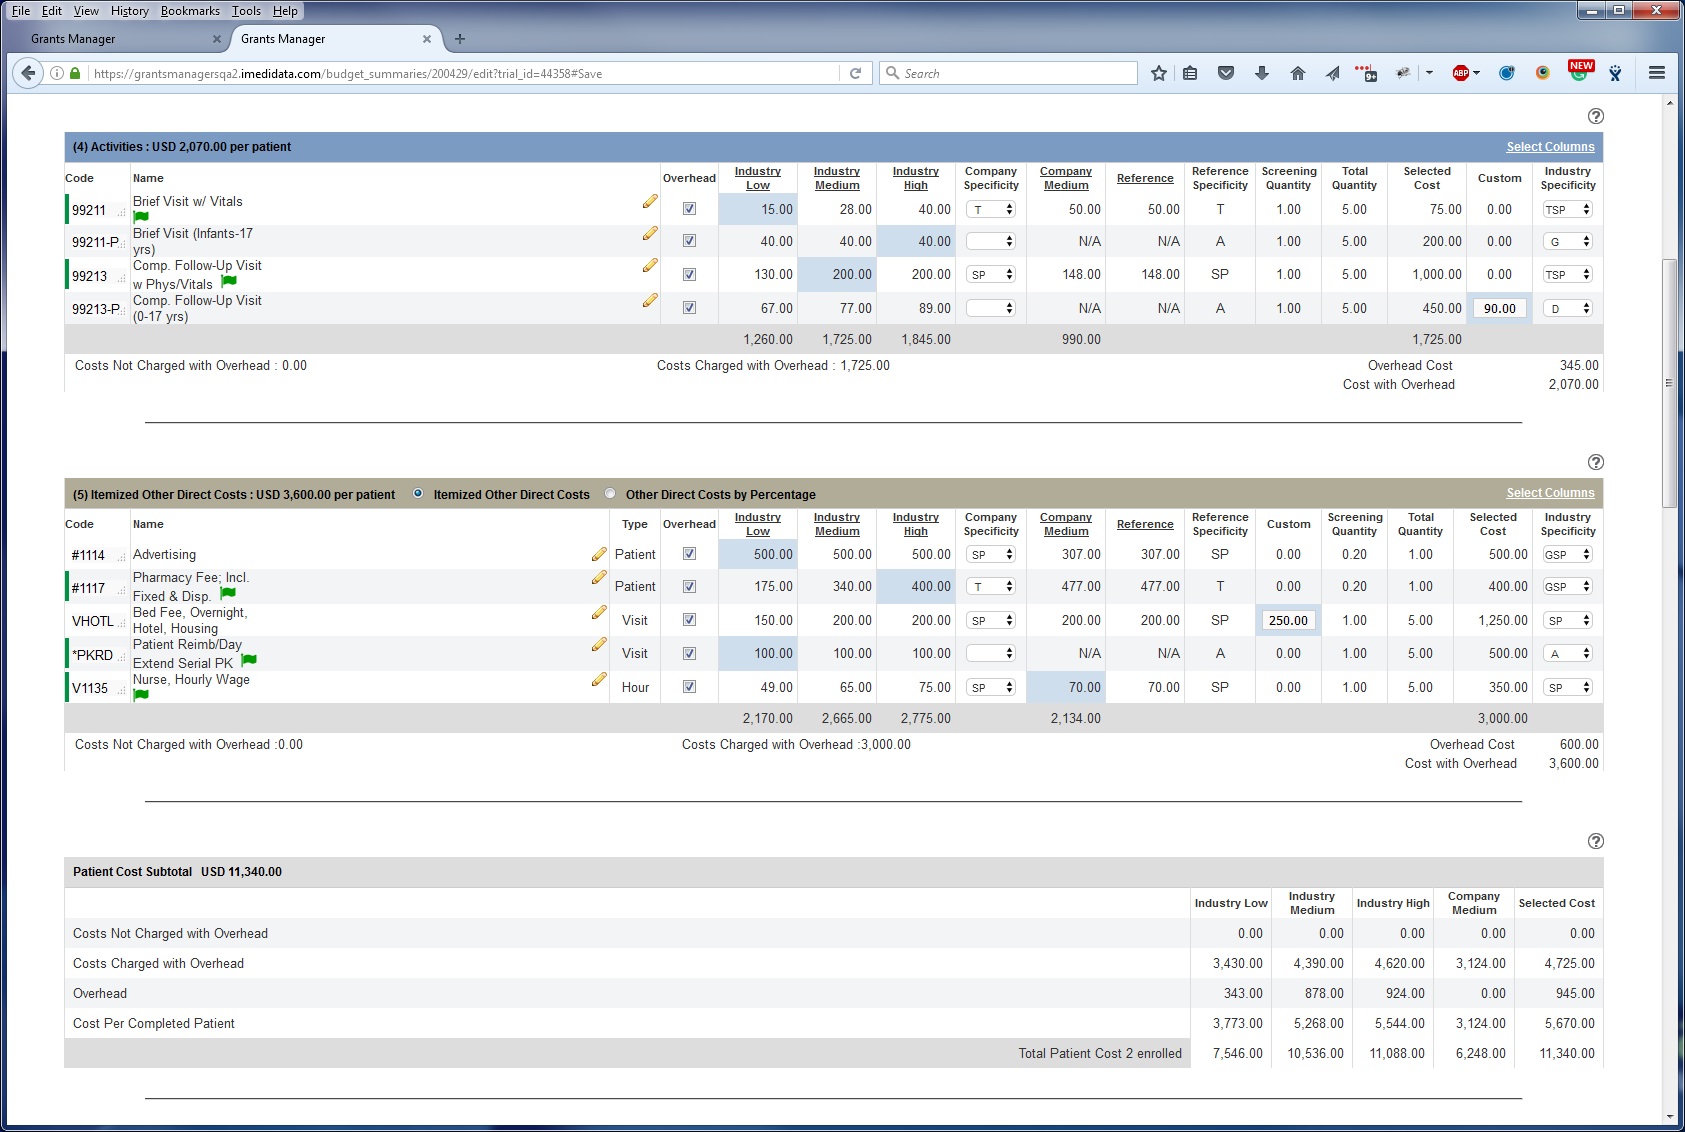 File Edit View History Bookmarks Tools Help
Grants Manager × Grants Manager × +
https://grantsmanagersqa2.imedidata.com/budget_summaries/200429/edit?trial_id=44358#Save Search 9+ ABP NEW
?
(4) Activities : USD 2,070.00 per patient Select Columns
Code Name Overhead Industry Low Industry Medium Industry High Company Specificity Company Medium Reference Reference Specificity Screening Quantity Total Quantity Selected Cost Custom Industry Specificity
99211 Brief Visit w/ Vitals 15.00 28.00 40.00 T 50.00 50.00 T 1.00 5.00 75.00 0.00 TSP
99211-P Brief Visit (Infants-17 yrs) 40.00 40.00 40.00 N/A N/A A 1.00 5.00 200.00 0.00 G
99213 Comp. Follow-Up Visit w Phys/Vitals 130.00 200.00 200.00 SP 148.00 148.00 SP 1.00 5.00 1,000.00 0.00 TSP
99213-P Comp. Follow-Up Visit (0-17 yrs) 67.00 77.00 89.00 N/A N/A A 1.00 5.00 450.00 90.00 D
1,260.00 1,725.00 1,845.00 990.00 1,725.00
Costs Not Charged with Overhead : 0.00 Costs Charged with Overhead : 1,725.00 Overhead Cost 345.00
Cost with Overhead 2,070.00
?
(5) Itemized Other Direct Costs : USD 3,600.00 per patient Itemized Other Direct Costs Other Direct Costs by Percentage Select Columns
Code Name Type Overhead Industry Low Industry Medium Industry High Company Specificity Company Medium Reference Reference Specificity Custom Screening Quantity Total Quantity Selected Cost Industry Specificity
#1114 Advertising Patient 500.00 500.00 500.00 SP 307.00 307.00 SP 0.00 0.20 1.00 500.00 GSP
#1117 Pharmacy Fee; Incl. Fixed & Disp. Patient 175.00 340.00 400.00 T 477.00 477.00 T 0.00 0.20 1.00 400.00 GSP
VHOTL Bed Fee, Overnight, Hotel, Housing Visit 150.00 200.00 200.00 SP 200.00 200.00 SP 250.00 1.00 5.00 1,250.00 SP
*PKRD Patient Reimb/Day Extend Serial PK Visit 100.00 100.00 100.00 N/A N/A A 0.00 1.00 5.00 500.00 A
V1135 Nurse, Hourly Wage Hour 49.00 65.00 75.00 SP 70.00 70.00 SP 0.00 1.00 5.00 350.00 SP
2,170.00 2,665.00 2,775.00 2,134.00 3,000.00
Costs Not Charged with Overhead :0.00 Costs Charged with Overhead :3,000.00 Overhead Cost 600.00
Cost with Overhead 3,600.00
?
Patient Cost Subtotal USD 11,340.00
Industry Low Industry Medium Industry High Company Medium Selected Cost
Costs Not Charged with Overhead 0.00 0.00 0.00 0.00 0.00
Costs Charged with Overhead 3,430.00 4,390.00 4,620.00 3,124.00 4,725.00
Overhead 343.00 878.00 924.00 0.00 945.00
Cost Per Completed Patient 3,773.00 5,268.00 5,544.00 3,124.00 5,670.00
Total Patient Cost 2 enrolled 7,546.00 10,536.00 11,088.00 6,248.00 11,340.00